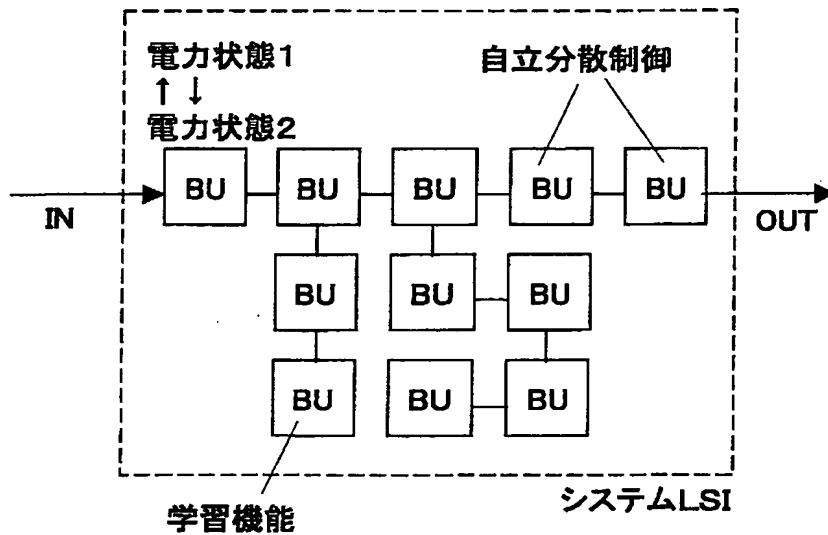 電力状態1
↑ ↓
電力状態2
自立分散制御
BU BU BU BU BU
IN
OUT
BU BU BU
BU BU BU
システムLSI
学習機能